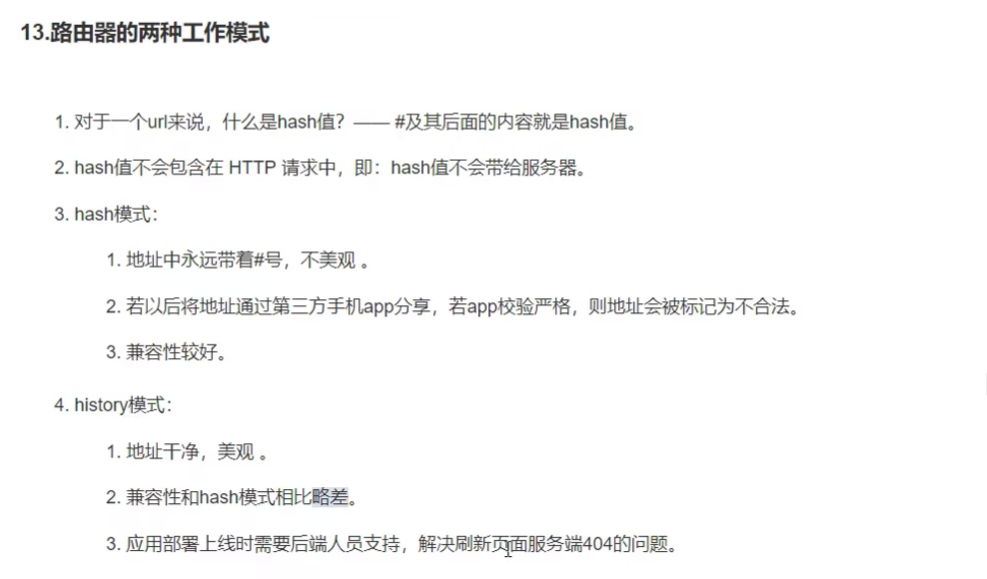 13.路由器的两种工作模式
1. 对于一个url来说，什么是hash值？—— #及其后面的内容就是hash值。
2. hash值不会包含在 HTTP 请求中，即：hash值不会带给服务器。
3. hash模式：
1. 地址中永远带着#号，不美观 。
2. 若以后将地址通过第三方手机app分享，若app校验严格，则地址会被标记为不合法。
3. 兼容性较好。
4. history模式：
1. 地址干净，美观 。
2. 兼容性和hash模式相比略差。
3. 应用部署上线时需要后端人员支持，解决刷新页面服务端404的问题。